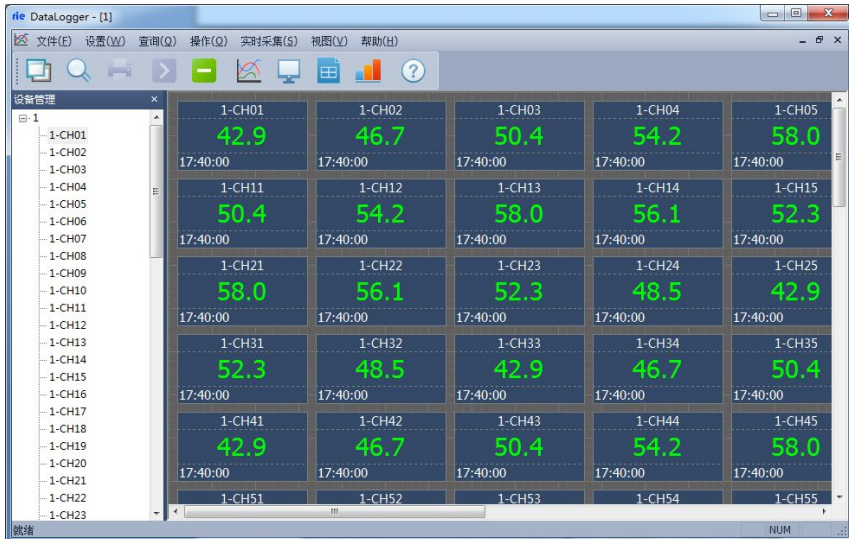 rie DataLogger - [1]
文件(F) 设置(W) 查询(Q) 操作(O) 实时采集(S) 视图(V) 帮助(H)
设备管理
1
1-CH01
1-CH02
1-CH03
1-CH04
1-CH05
1-CH06
1-CH07
1-CH08
1-CH09
1-CH10
1-CH11
1-CH12
1-CH13
1-CH14
1-CH15
1-CH16
1-CH17
1-CH18
1-CH19
1-CH20
1-CH21
1-CH22
1-CH23
1-CH01 1-CH02 1-CH03 1-CH04 1-CH05
42.9 46.7 50.4 54.2 58.0
17:40:00 17:40:00 17:40:00 17:40:00 17:40:00
1-CH11 1-CH12 1-CH13 1-CH14 1-CH15
50.4 54.2 58.0 56.1 52.3
17:40:00 17:40:00 17:40:00 17:40:00 17:40:00
1-CH21 1-CH22 1-CH23 1-CH24 1-CH25
58.0 56.1 52.3 48.5 42.9
17:40:00 17:40:00 17:40:00 17:40:00 17:40:00
1-CH31 1-CH32 1-CH33 1-CH34 1-CH35
52.3 48.5 42.9 46.7 50.4
17:40:00 17:40:00 17:40:00 17:40:00 17:40:00
1-CH41 1-CH42 1-CH43 1-CH44 1-CH45
42.9 46.7 50.4 54.2 58.0
17:40:00 17:40:00 17:40:00 17:40:00 17:40:00
1-CH51 1-CH52 1-CH53 1-CH54 1-CH55
就绪 NUM